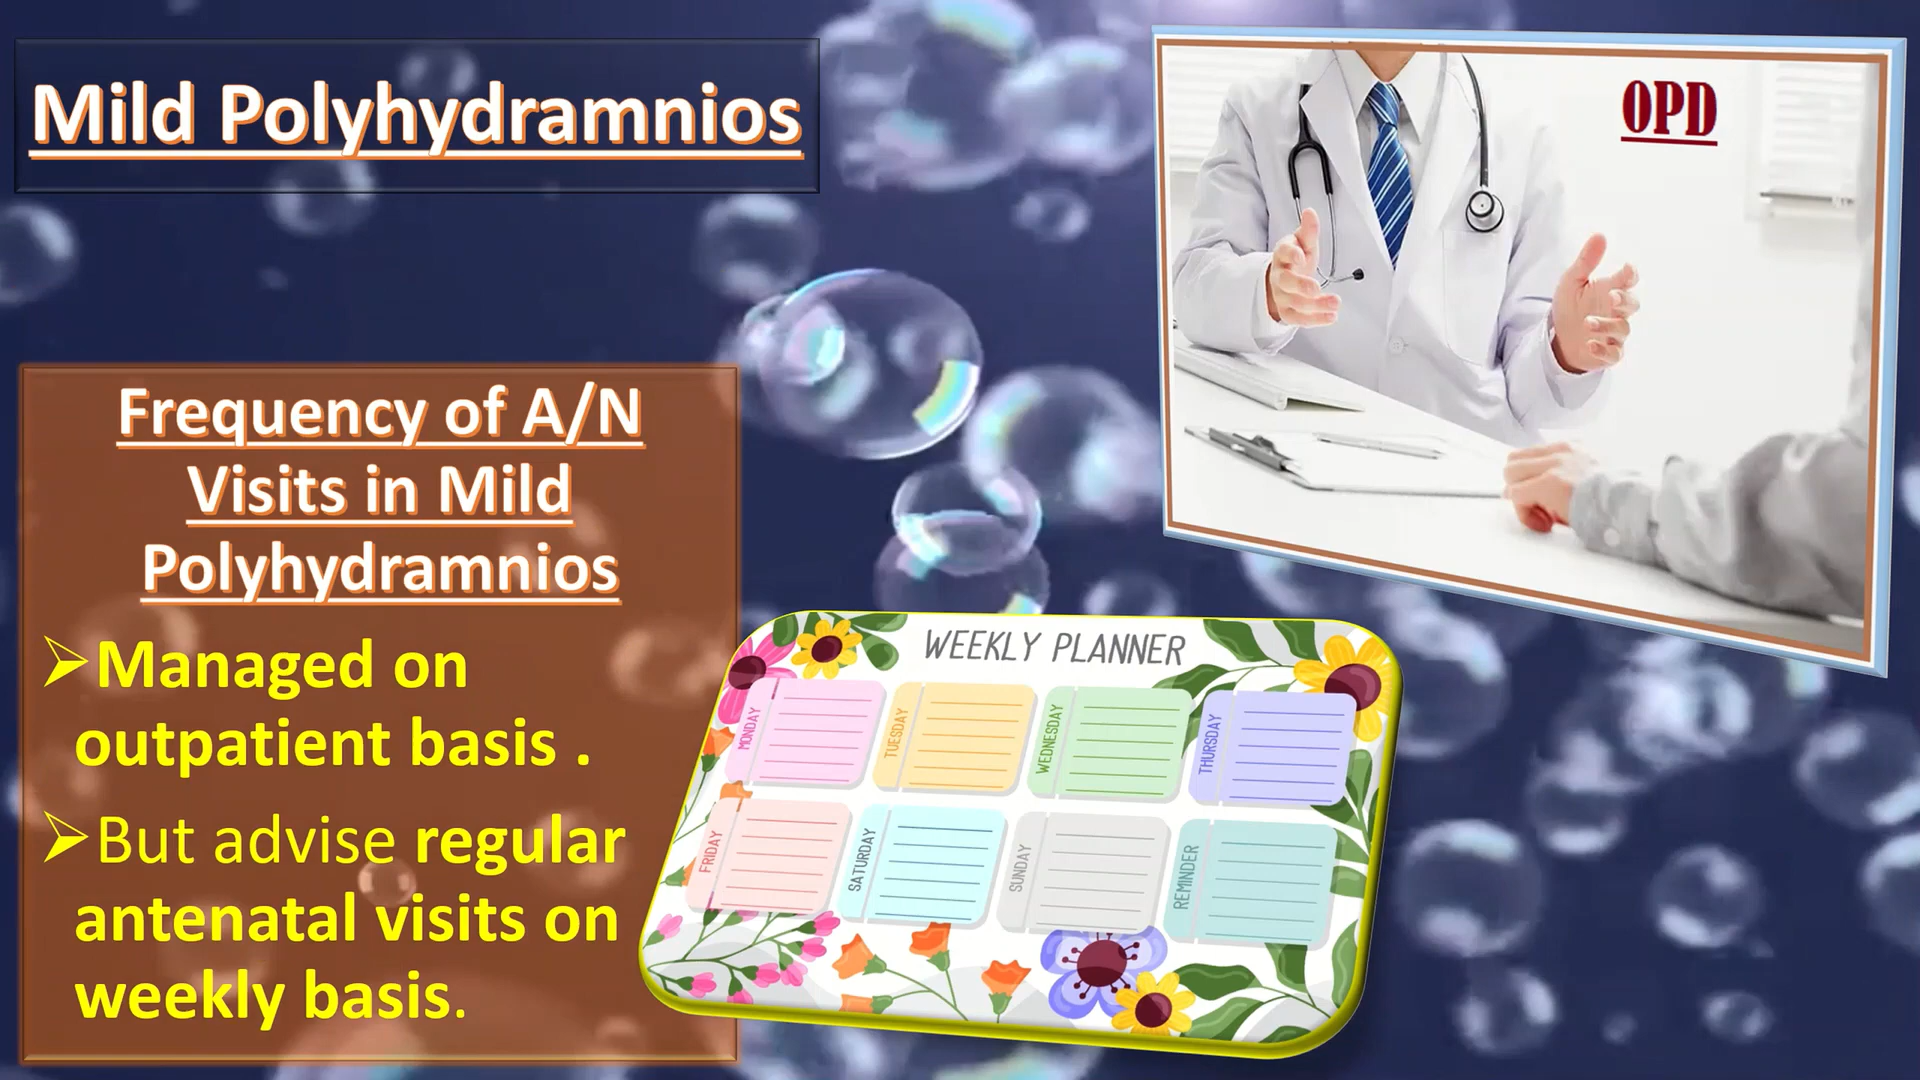 Mild Polyhydramnios
OPD
Frequency of A/N
Visits in Mild
Polyhydramnios
➢Managed on
outpatient basis .
➢But advise regular
antenatal visits on
weekly basis.
WEEKLY PLANNER
MONDAY
TUESDAY
WEDNESDAY
THURSDAY
FRIDAY
SATURDAY
SUNDAY
REMINDER